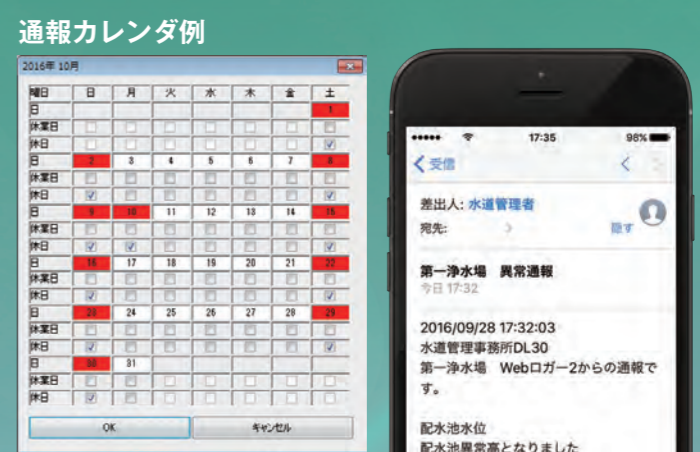 通報カレンダ例
2016年 10月
曜日 日 月 火 水 木 金 土
日 1
休業日
休日
日 2 3 4 5 6 7 8
休業日
休日
日 9 10 11 12 13 14 15
休業日
休日
日 16 17 18 19 20 21 22
休業日
休日
日 23 24 25 26 27 28 29
休業日
休日
日 30 31
休業日
休日
OK キャンセル
17:35 98%
受信
差出人: 水道管理者
宛先: 隠す
第一浄水場 異常通報
今日 17:32
2016/09/28 17:32:03
水道管理事務所DL30
第一浄水場 Webロガー2からの通報で
す。
配水池水位
配水池異常高となりました